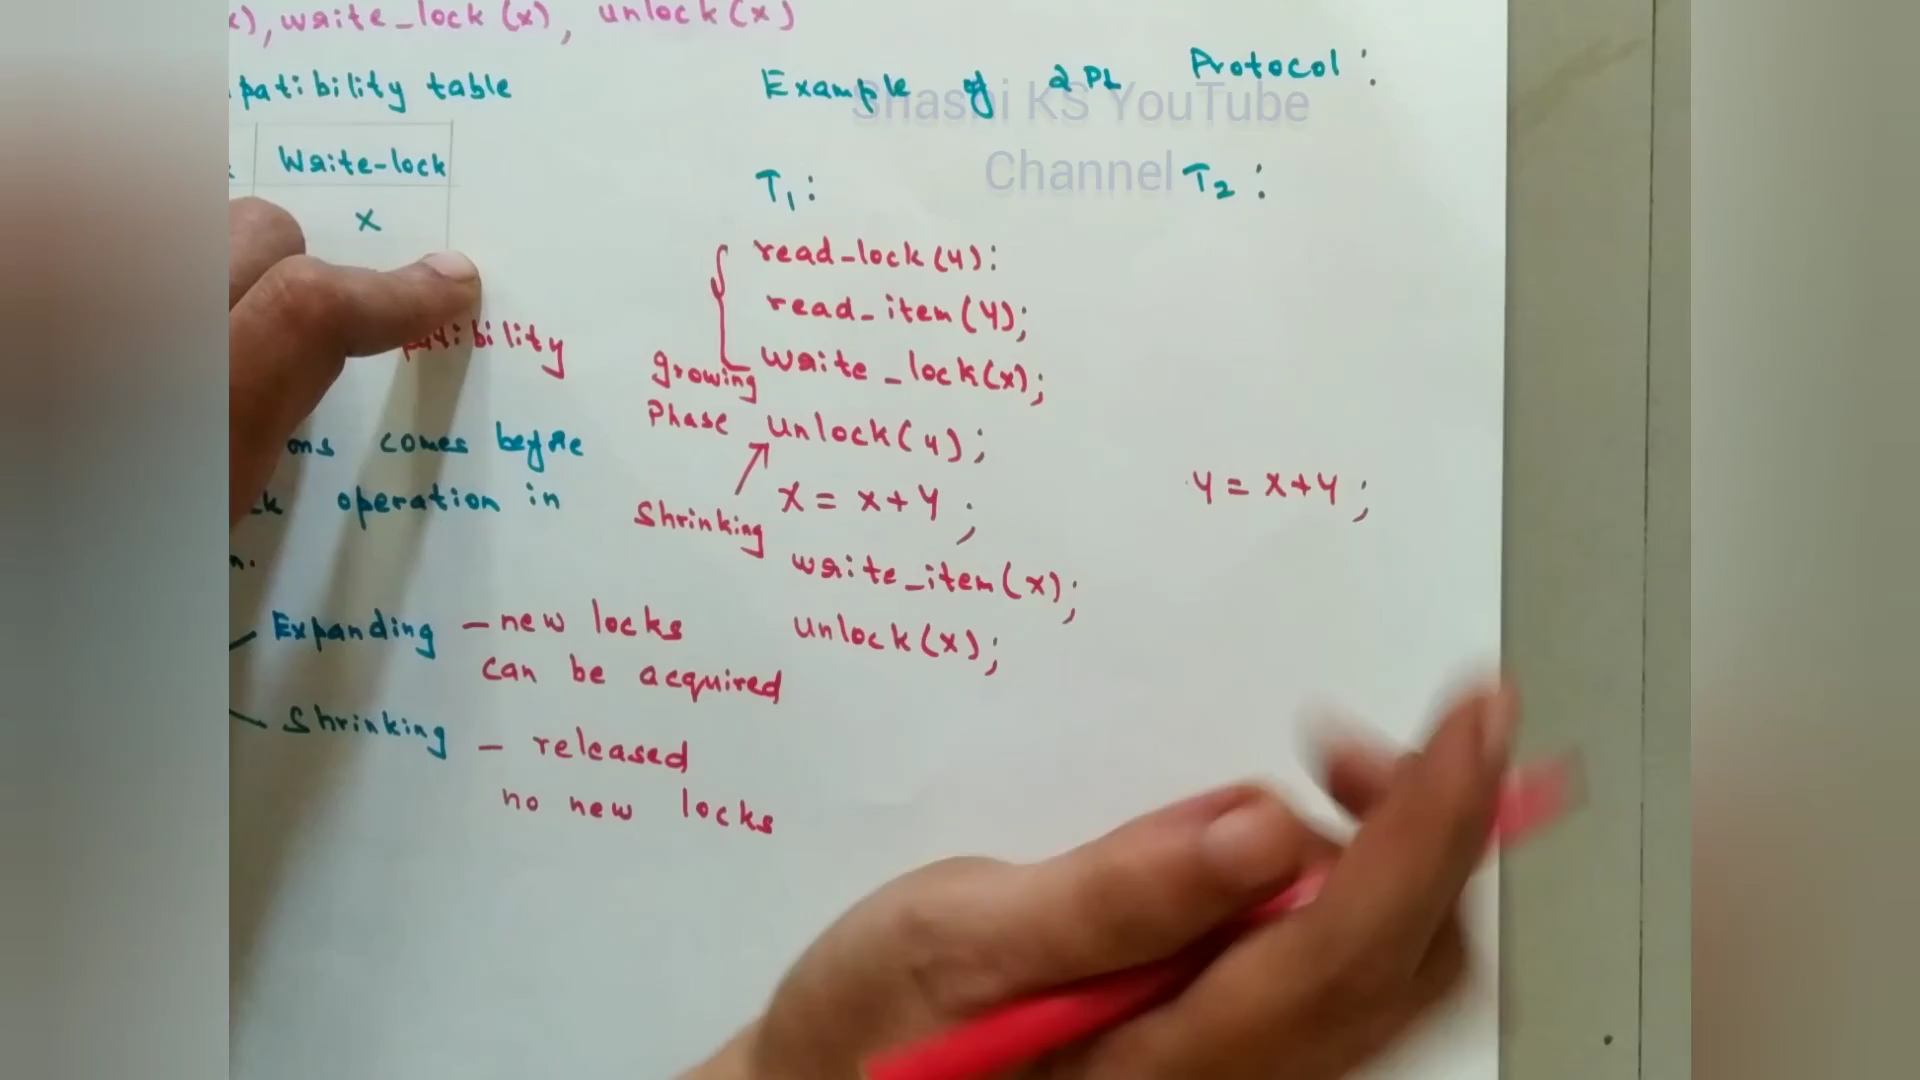 x), write_lock (x), unlock(x)
patibility table
Write-lock
X
patibility
ons comes before
operation in
n.
Expanding - new locks
can be acquired
Shrinking - released
no new locks
Example of 2PL Protocol :
Shashi KS YouTube
Channel
T1 :
read-lock (y):
read_item(y);
write_lock(x);
growing
Phase
unlock(y);
Shrinking
X = x+y ;
write_item(x);
unlock(x);
T2 :
y = x+y ;